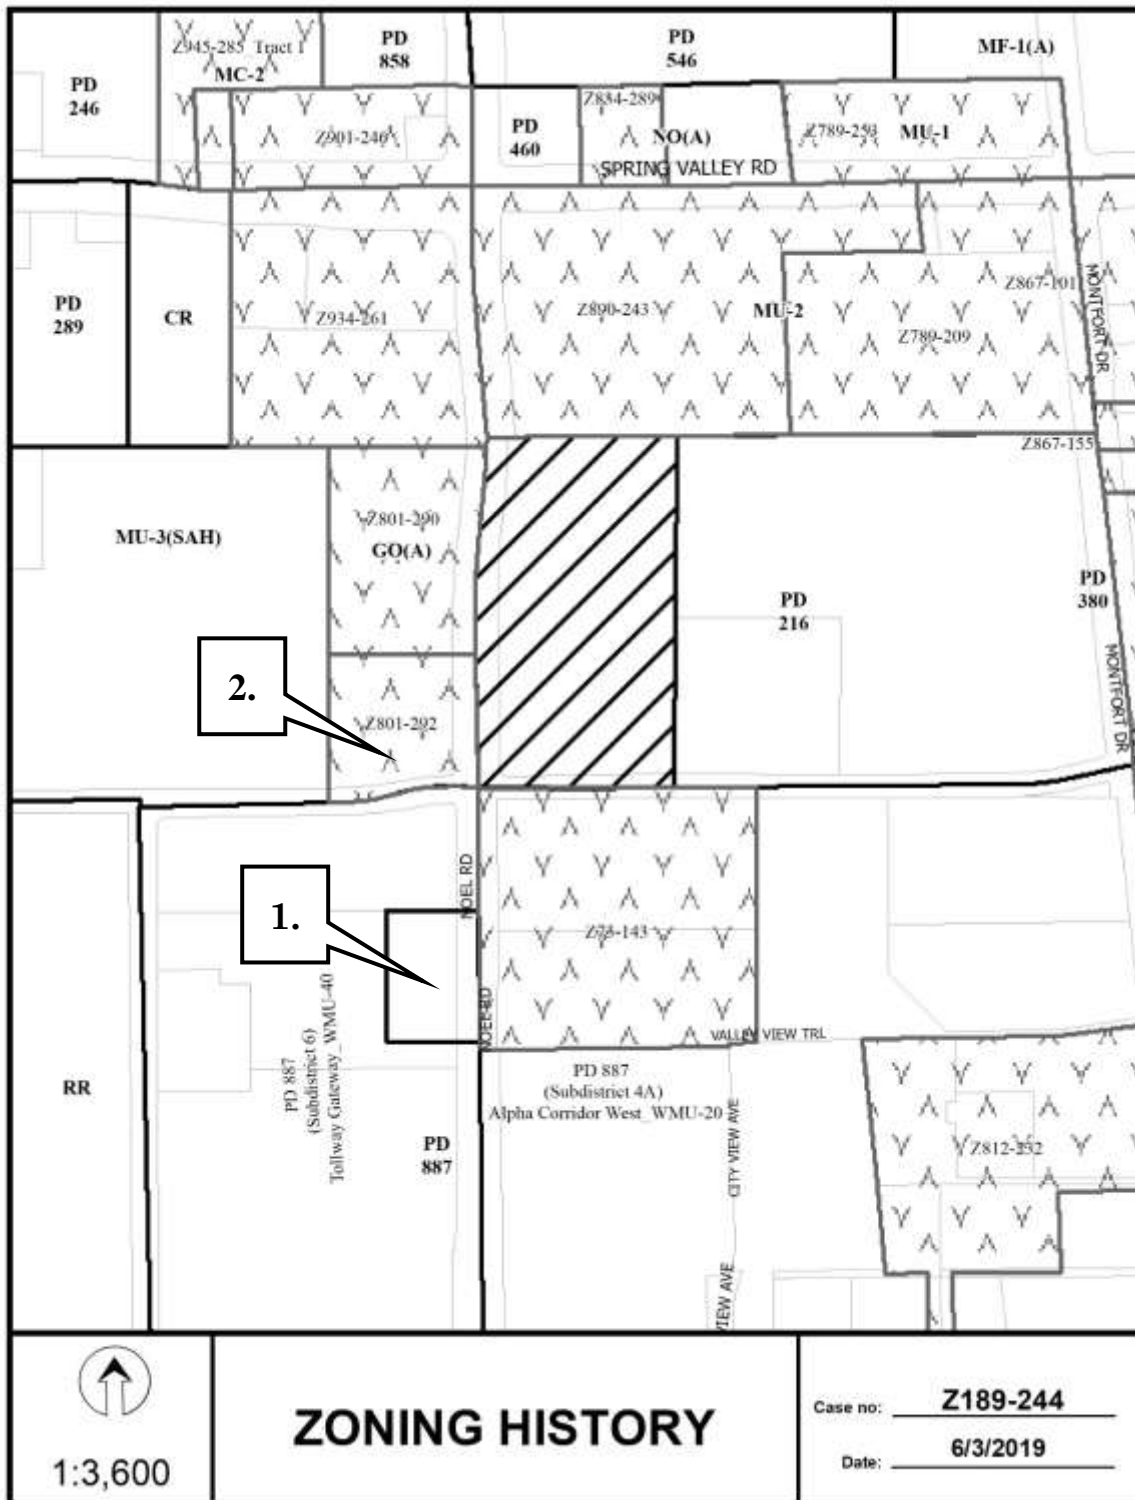 Z945-285 Tract 1
MC-2
PD
858
PD
546
MF-1(A)
PD
246
Z901-246
PD
460
Z834-289
NO(A)
Z789-253
MU-1
SPRING VALLEY RD
PD
289
CR
Z934-261
Z890-243
MU-2
Z867-101
Z789-209
MONTFORT DR
Z867-155
MU-3(SAH)
Z801-290
GO(A)
PD
216
PD
380
2.
Z801-292
MONTFORT DR
NOEL RD
1.
Z73-143
NOEL RD
VALLEY VIEW TRL
RR
PD 887
(Subdistrict 6)
Tollway Gateway_WMU-40
PD
887
PD 887
(Subdistrict 4A)
Alpha Corridor West_WMU-20
CITY VIEW AVE
VIEW AVE
1:3,600
ZONING HISTORY
Case no: Z189-244
Date: 6/3/2019